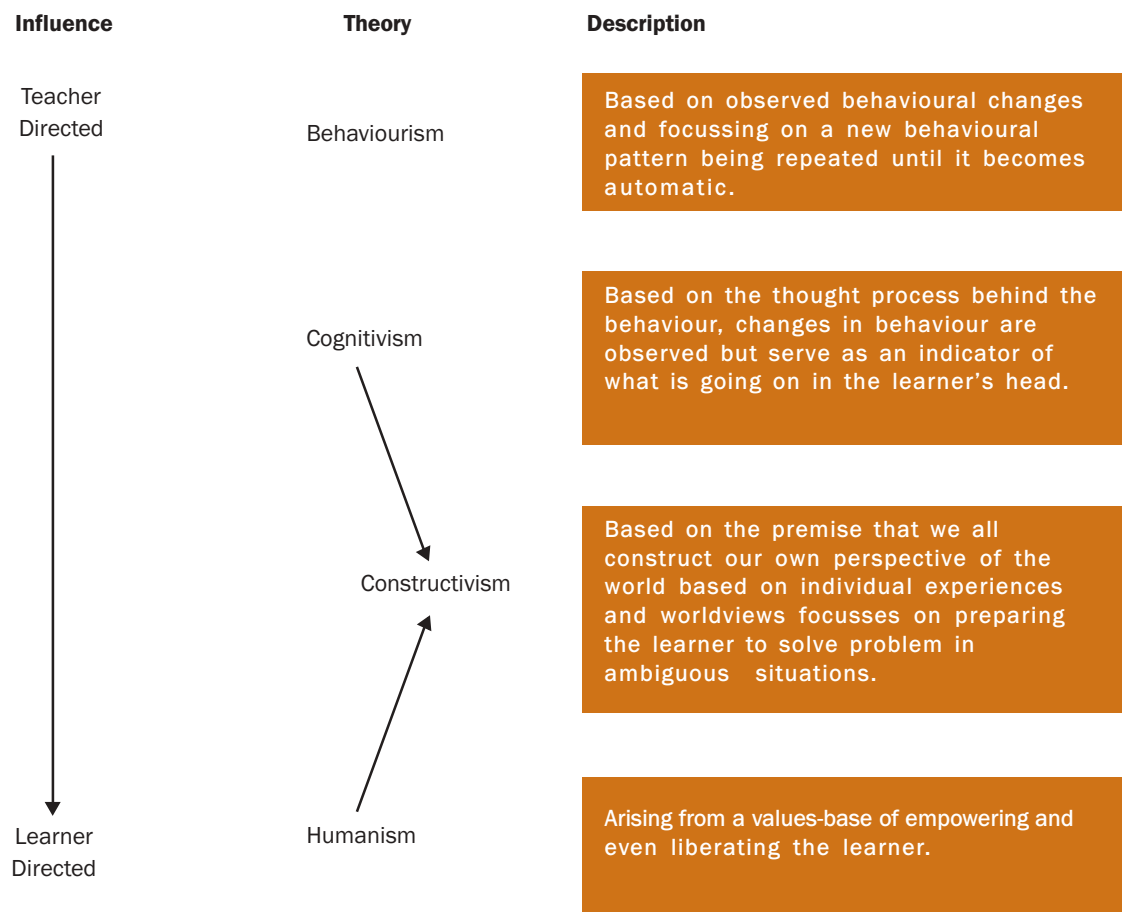 Influence Theory Description
Teacher
Directed
Behaviourism
Based on observed behavioural changes
and focussing on a new behavioural
pattern being repeated until it becomes
automatic.
Cognitivism
Based on the thought process behind the
behaviour, changes in behaviour are
observed but serve as an indicator of
what is going on in the learner’s head.
Constructivism
Based on the premise that we all
construct our own perspective of the
world based on individual experiences
and worldviews focusses on preparing
the learner to solve problem in
ambiguous situations.
Learner
Directed
Humanism
Arising from a values-base of empowering and
even liberating the learner.